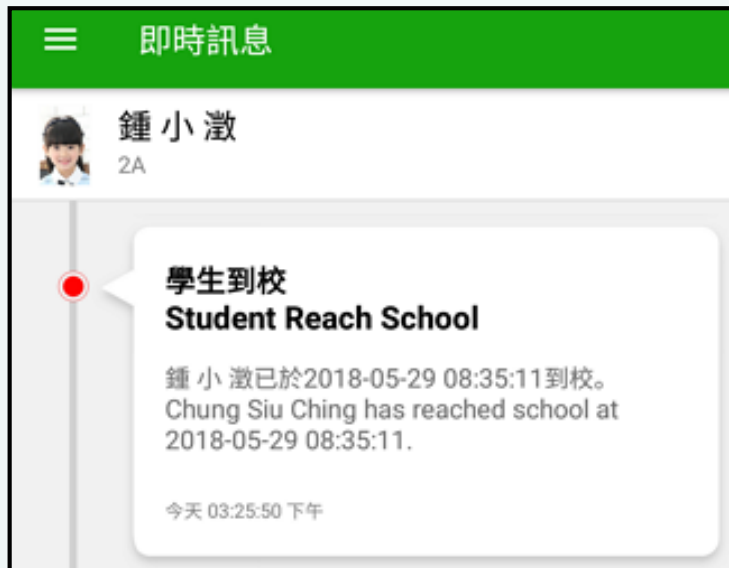 即時訊息
鍾 小 澂
2A
學生到校
Student Reach School
鍾 小 澂已於2018-05-29 08:35:11到校。
Chung Siu Ching has reached school at
2018-05-29 08:35:11.
今天 03:25:50 下午